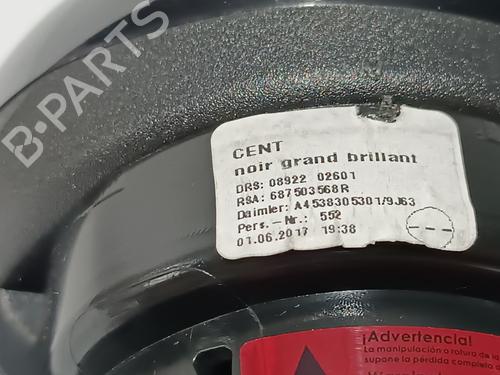 B-PARTS
CENT
noir grand brillant
DRS: 08922 02601
RSA: 687503568R
Daimler: A4538305301/9J63
Pers.-Nr.: 552
01.06.2017 19:38
¡Advertencia!
La manipulación o rotura de la
supone la pérdida completa d